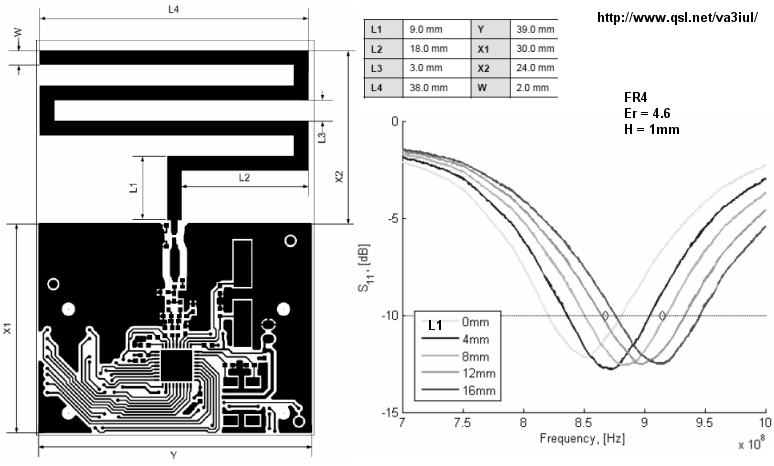 L4
W
L3
X2
L1
L2
X1
Y
L1 9.0 mm Y 39.0 mm
L2 18.0 mm X1 30.0 mm
L3 3.0 mm X2 24.0 mm
L4 38.0 mm W 2.0 mm
http://www.qsl.net/va3iul/
FR4
Er = 4.6
H = 1mm
0
-5
-10
-15
S11, [dB]
L1
0mm
4mm
8mm
12mm
16mm
7 7.5 8 8.5 9 9.5 10
Frequency, [Hz]
x 10^8